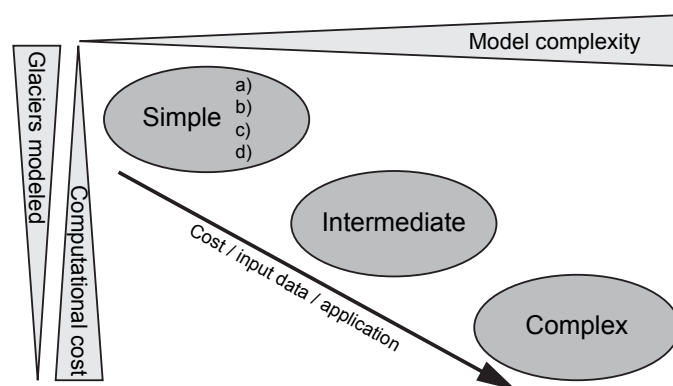 Model complexity
Glaciers modeled
Computational cost
Simple
a)
b)
c)
d)
Intermediate
Cost / input data / application
Complex